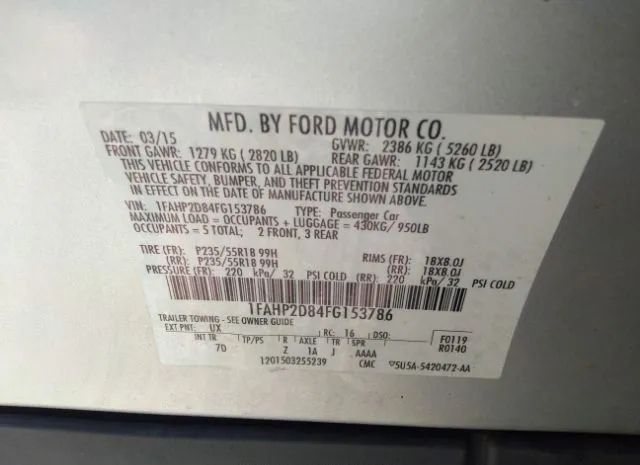 MFD. BY FORD MOTOR CO.
DATE: 03/15 GVWR: 2386 KG ( 5260 LB)
FRONT GAWR: 1279 KG ( 2820 LB) REAR GAWR: 1143 KG ( 2520 LB)
THIS VEHICLE CONFORMS TO ALL APPLICABLE FEDERAL MOTOR
VEHICLE SAFETY, BUMPER, AND THEFT PREVENTION STANDARDS
IN EFFECT ON THE DATE OF MANUFACTURE SHOWN ABOVE.
VIN: 1FAHP2D84FG153786 TYPE: Passenger Car
MAXIMUM LOAD = OCCUPANTS + LUGGAGE = 430KG/ 950LB
OCCUPANTS = 5 TOTAL; 2 FRONT, 3 REAR
TIRE (FR): P235/55R18 99H RIMS (FR): 18X8.0J
(RR): P235/55R18 99H (RR): 18X8.0J
PRESSURE (FR): 220 kPa/ 32 PSI COLD (RR): 220 kPa/ 32 PSI COLD
1FAHP2D84FG153786
TRAILER TOWING - SEE OWNER GUIDE
EXT PNT: UX RC: 16 DSO: F0119
INT TR TP/PS R AXLE TR SPR R0140
7D Z 1A J AAAA
1201503255239 CMC 5U5A-5420472-AA